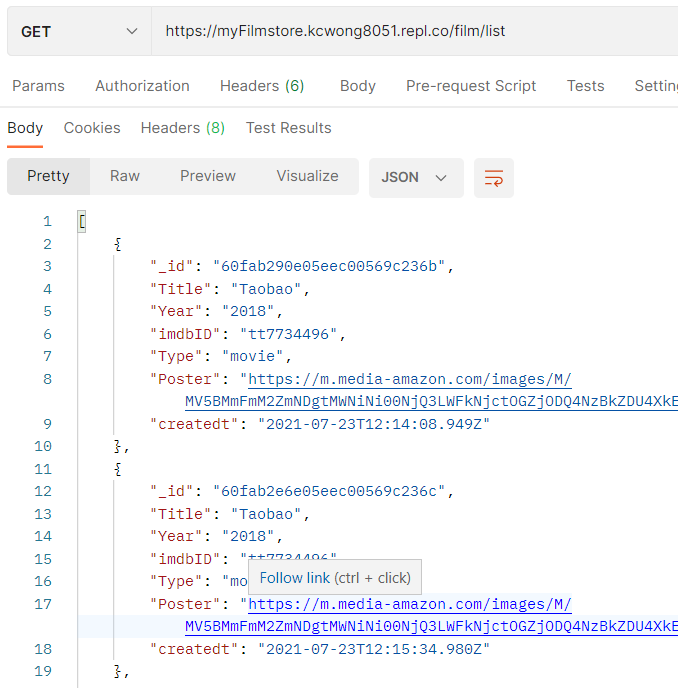 GET https://myFilmstore.kcwong8051.repl.co/film/list
Params Authorization Headers (6) Body Pre-request Script Tests Settin
Body Cookies Headers (8) Test Results
Pretty Raw Preview Visualize JSON
1 [
2 {
3 "_id": "60fab290e05eec00569c236b",
4 "Title": "Taobao",
5 "Year": "2018",
6 "imdbID": "tt7734496",
7 "Type": "movie",
8 "Poster": "https://m.media-amazon.com/images/M/
MV5BMmFmM2ZmNDgtMWNiNi00NjQ3LWFkNjctOGZjODQ4NzBkZDU4XkE
9 "createdt": "2021-07-23T12:14:08.949Z"
10 },
11 {
12 "_id": "60fab2e6e05eec00569c236c",
13 "Title": "Taobao",
14 "Year": "2018",
15 "imdbID": "tt7734496",
16 "Type": "mo
Follow link (ctrl + click)
17 "Poster": "https://m.media-amazon.com/images/M/
MV5BMmFmM2ZmNDgtMWNiNi00NjQ3LWFkNjctOGZjODQ4NzBkZDU4XkE
18 "createdt": "2021-07-23T12:15:34.980Z"
19 },